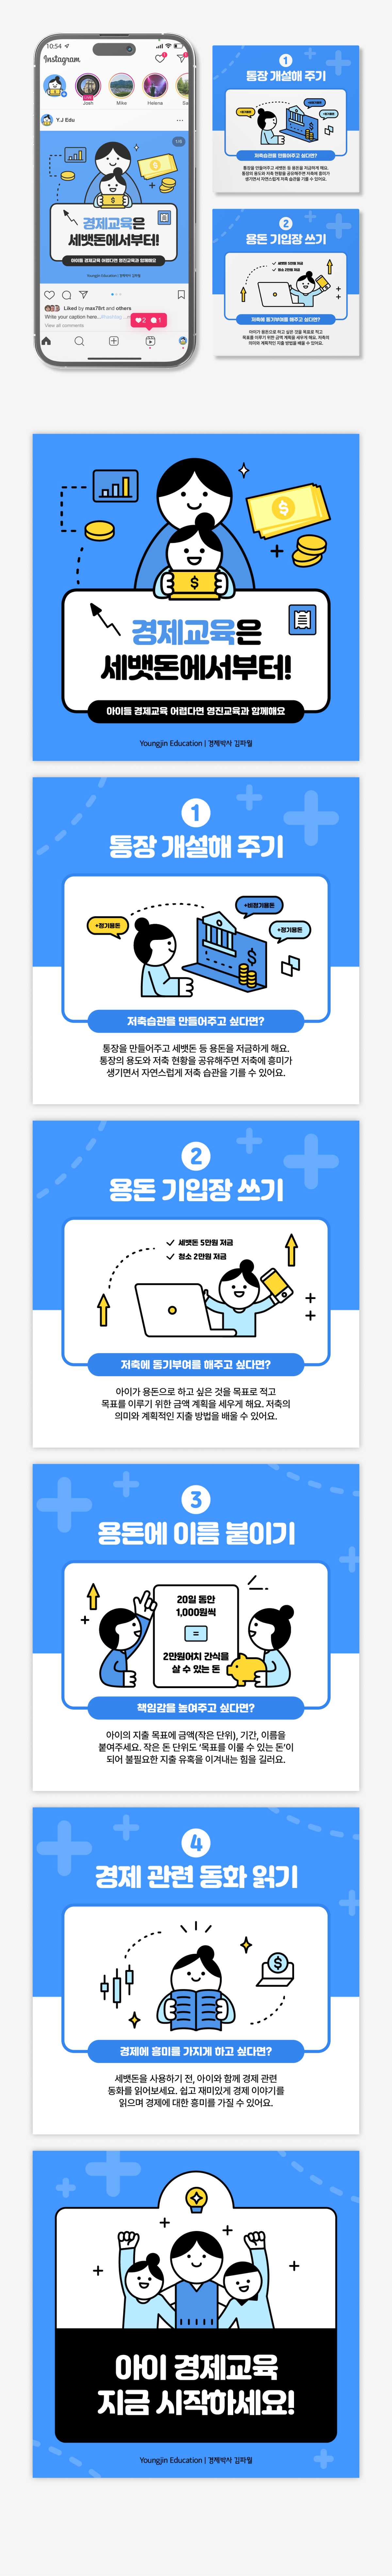 10:54
Instagram
Josh
Mike
Helena
Y.J Edu
1/6
경제교육은
세뱃돈에서부터!
아이들 경제교육 어렵다면 영진교육과 함께해요
Youngjin Education | 경제박사 김파월
Liked by max76rt and others
Write your caption here...#hashtag
View all comments
2 1
1
통장 개설해 주기
+정기용돈
+비정기용돈
+정기용돈
저축습관을 만들어주고 싶다면?
통장을 만들어주고 세뱃돈 등 용돈을 저금하게 해요.
통장의 용도와 저축 현황을 공유해주면 저축에 흥미가
생기면서 자연스럽게 저축 습관을 기를 수 있어요.
2
용돈 기입장 쓰기
세뱃돈 5만원 저금
청소 2만원 저금
저축에 동기부여를 해주고 싶다면?
아이가 용돈으로 하고 싶은 것을 목표로 적고
목표를 이루기 위한 금액 계획을 세우게 해요. 저축의
의미와 계획적인 지출 방법을 배울 수 있어요.
$
$
경제교육은
세뱃돈에서부터!
아이들 경제교육 어렵다면 영진교육과 함께해요
Youngjin Education | 경제박사 김파월
1
통장 개설해 주기
+비정기용돈
+정기용돈
+정기용돈
저축습관을 만들어주고 싶다면?
통장을 만들어주고 세뱃돈 등 용돈을 저금하게 해요.
통장의 용도와 저축 현황을 공유해주면 저축에 흥미가
생기면서 자연스럽게 저축 습관을 기를 수 있어요.
2
용돈 기입장 쓰기
세뱃돈 5만원 저금
청소 2만원 저금
저축에 동기부여를 해주고 싶다면?
아이가 용돈으로 하고 싶은 것을 목표로 적고
목표를 이루기 위한 금액 계획을 세우게 해요. 저축의
의미와 계획적인 지출 방법을 배울 수 있어요.
3
용돈에 이름 붙이기
20일 동안
1,000원씩
=
2만원어치 간식을
살 수 있는 돈
책임감을 높여주고 싶다면?
아이의 지출 목표에 금액(작은 단위), 기간, 이름을
붙여주세요. 작은 돈 단위도 '목표를 이룰 수 있는 돈'이
되어 불필요한 지출 유혹을 이겨내는 힘을 길러요.
4
경제 관련 동화 읽기
$
경제에 흥미를 가지게 하고 싶다면?
세뱃돈을 사용하기 전, 아이와 함께 경제 관련
동화를 읽어보세요. 쉽고 재미있게 경제 이야기를
읽으며 경제에 대한 흥미를 가질 수 있어요.
아이 경제교육
지금 시작하세요!
Youngjin Education | 경제박사 김파월